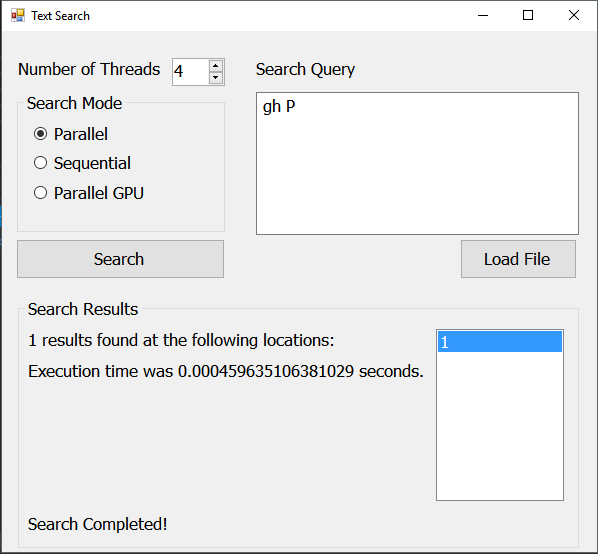 Text Search
Number of Threads 4
Search Query
gh P
Search Mode
Parallel
Sequential
Parallel GPU
Search
Load File
Search Results
1 results found at the following locations:
1
Execution time was 0.000459635106381029 seconds.
Search Completed!